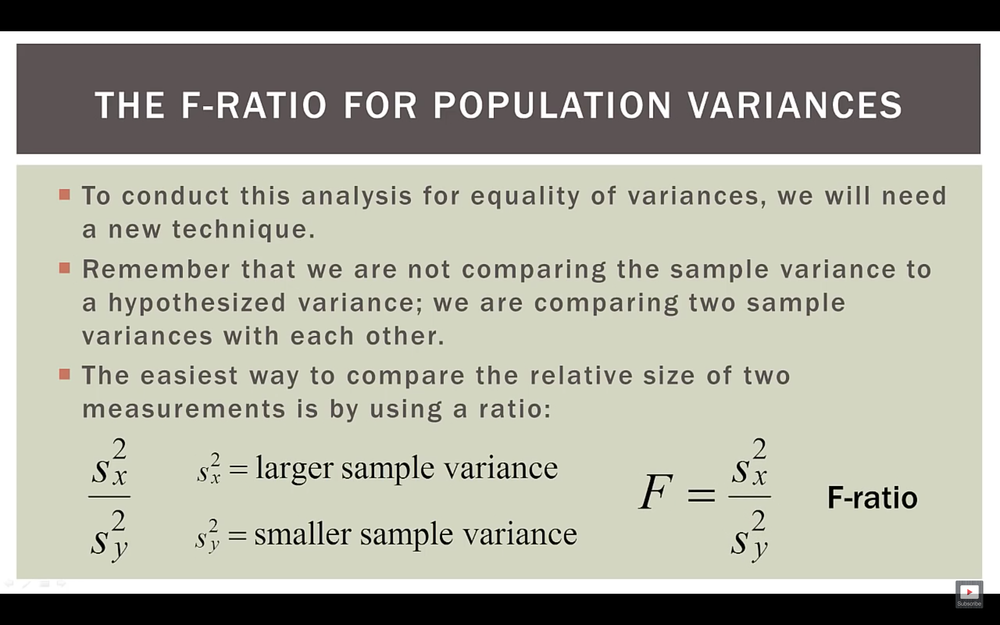 THE F-RATIO FOR POPULATION VARIANCES
■ To conduct this analysis for equality of variances, we will need
a new technique.
■ Remember that we are not comparing the sample variance to
a hypothesized variance; we are comparing two sample
variances with each other.
■ The easiest way to compare the relative size of two
measurements is by using a ratio:
$\frac{s_x^2}{s_y^2}$
$s_x^2$ = larger sample variance
$s_y^2$ = smaller sample variance
$F = \frac{s_x^2}{s_y^2}$
F-ratio
Subscribe